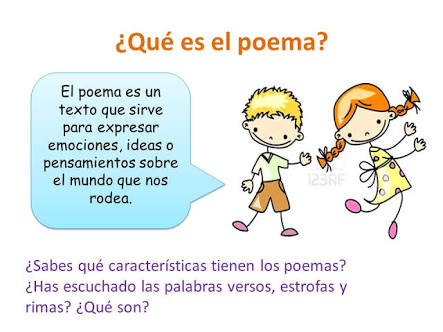 ¿Qué es el poema?
El poema es un
texto que sirve
para expresar
emociones, ideas o
pensamientos sobre
el mundo que nos
rodea.
123RF
¿Sabes qué características tienen los poemas?
¿Has escuchado las palabras versos, estrofas y
rimas? ¿Qué son?